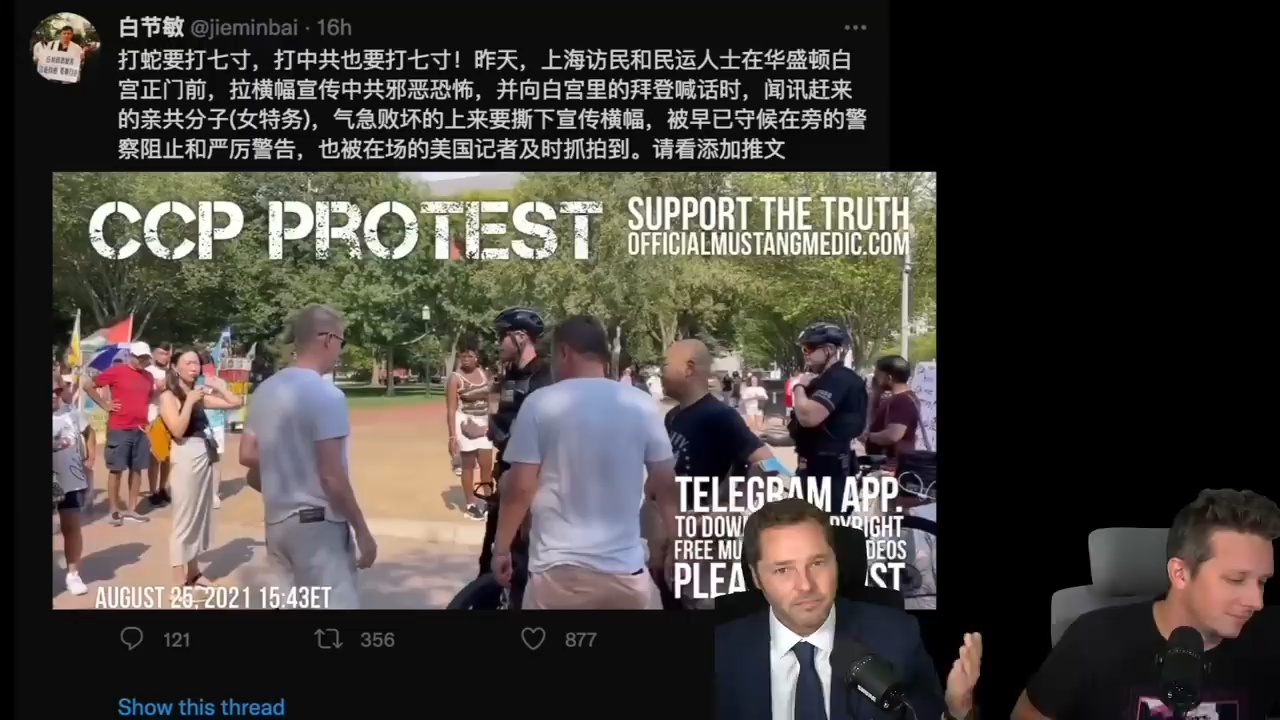 白节敏 @jieminbai · 16h
打蛇要打七寸，打中共也要打七寸！昨天，上海访民和民运人士在华盛顿白
宫正门前，拉横幅宣传中共邪恶恐怖，并向白宫里的拜登喊话时，闻讯赶来
的亲共分子(女特务)，气急败坏的上来要撕下宣传横幅，被早已守候在旁的警
察阻止和严厉警告，也被在场的美国记者及时抓拍到。请看添加推文
CCP PROTEST
SUPPORT THE TRUTH
OFFICIALMUSTANGMEDIC.COM
TELEGRAM APP:
TO DOW
FREE MU
PLEA
AUGUST 25, 2021 15:43ET
121 356 877
Show this thread